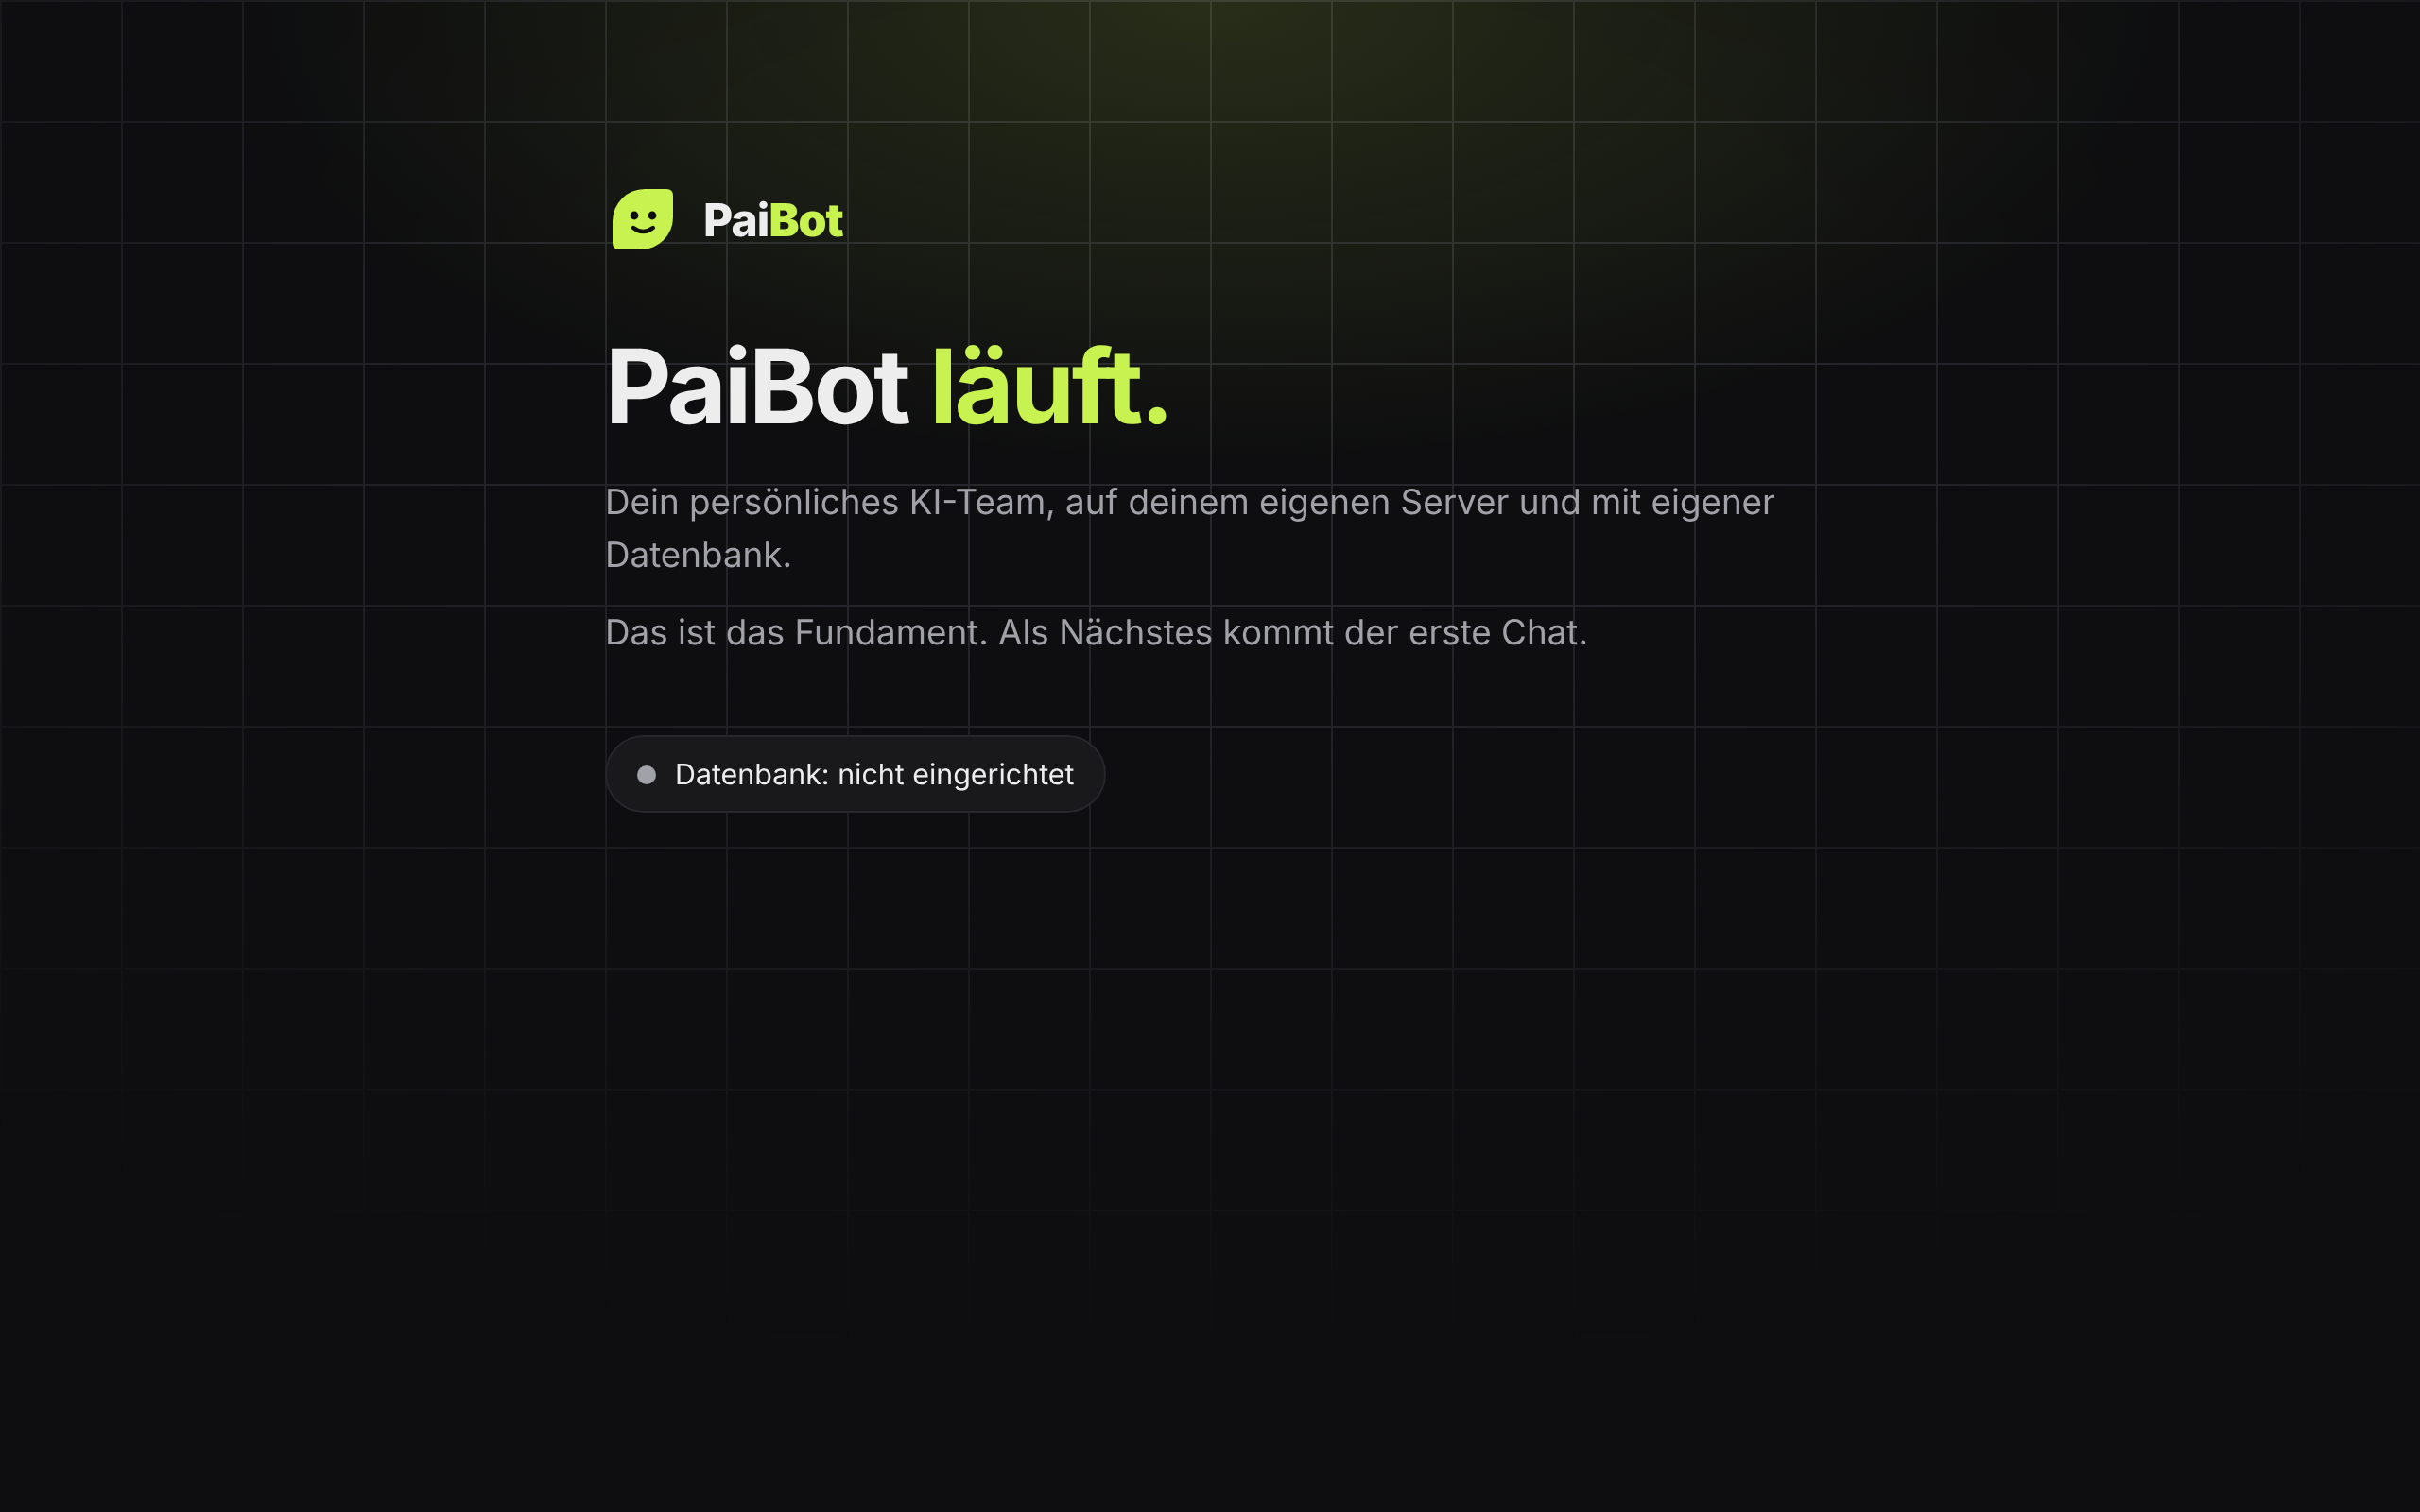 PaiBot
PaiBot läuft.
Dein persönliches KI-Team, auf deinem eigenen Server und mit eigener
Datenbank.
Das ist das Fundament. Als Nächstes kommt der erste Chat.
Datenbank: nicht eingerichtet